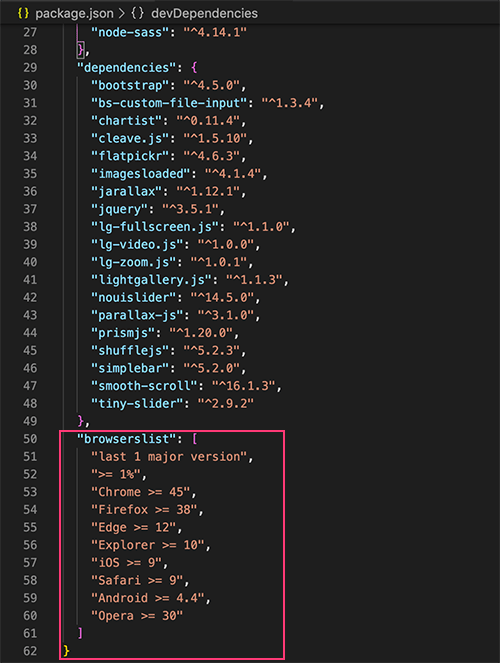 {} package.json > {} devDependencies
27 "node-sass": "^4.14.1"
28 },
29 "dependencies": {
30 "bootstrap": "^4.5.0",
31 "bs-custom-file-input": "^1.3.4",
32 "chartist": "^0.11.4",
33 "cleave.js": "^1.5.10",
34 "flatpickr": "^4.6.3",
35 "imagesloaded": "^4.1.4",
36 "jarallax": "^1.12.1",
37 "jquery": "^3.5.1",
38 "lg-fullscreen.js": "^1.1.0",
39 "lg-video.js": "^1.0.0",
40 "lg-zoom.js": "^1.0.1",
41 "lightgallery.js": "^1.1.3",
42 "nouislider": "^14.5.0",
43 "parallax-js": "^3.1.0",
44 "prismjs": "^1.20.0",
45 "shufflejs": "^5.2.3",
46 "simplebar": "^5.2.0",
47 "smooth-scroll": "^16.1.3",
48 "tiny-slider": "^2.9.2"
49 },
50 "browserslist": [
51 "last 1 major version",
52 ">= 1%",
53 "Chrome >= 45",
54 "Firefox >= 38",
55 "Edge >= 12",
56 "Explorer >= 10",
57 "iOS >= 9",
58 "Safari >= 9",
59 "Android >= 4.4",
60 "Opera >= 30"
61 ]
62 }